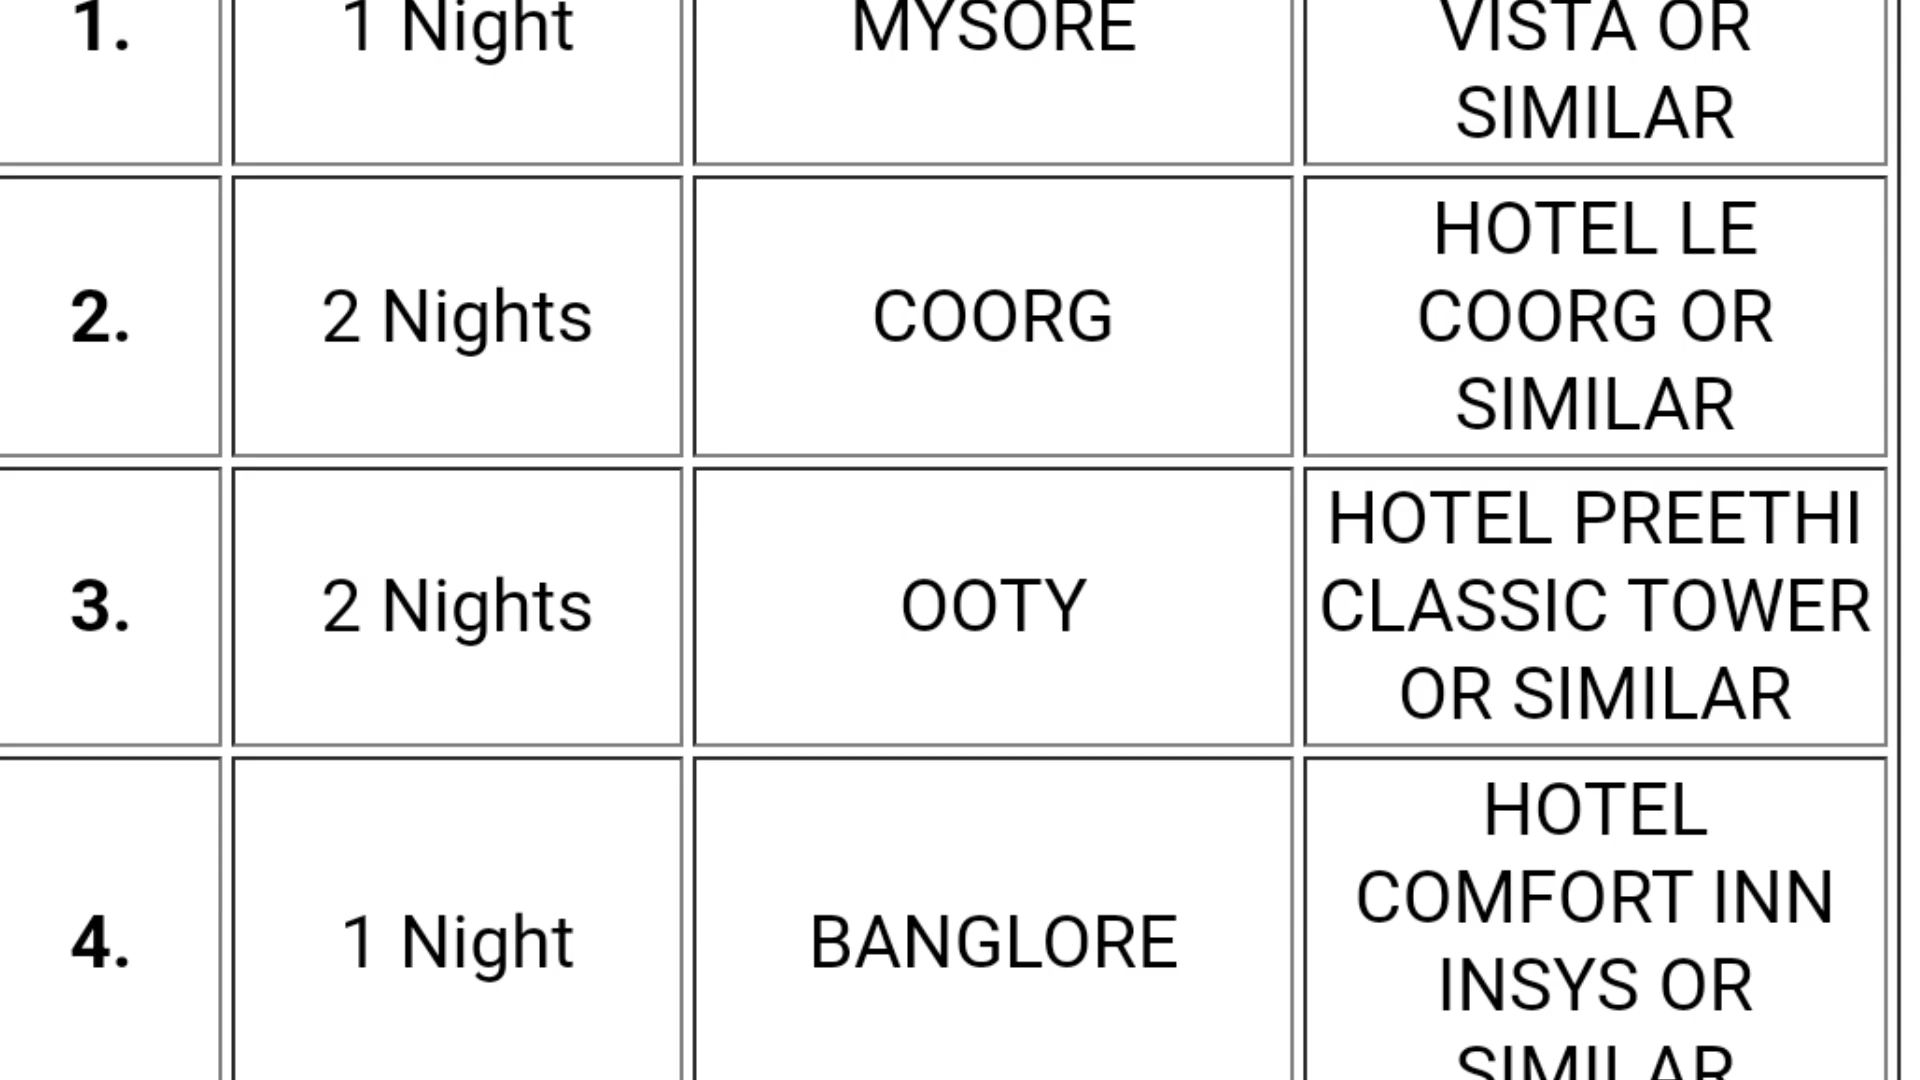 1.
1 Night
MYSORE
VISTA OR
SIMILAR
2.
2 Nights
COORG
HOTEL LE
COORG OR
SIMILAR
3.
2 Nights
OOTY
HOTEL PREETHI
CLASSIC TOWER
OR SIMILAR
4.
1 Night
BANGLORE
HOTEL
COMFORT INN
INSYS OR
SIMILAR